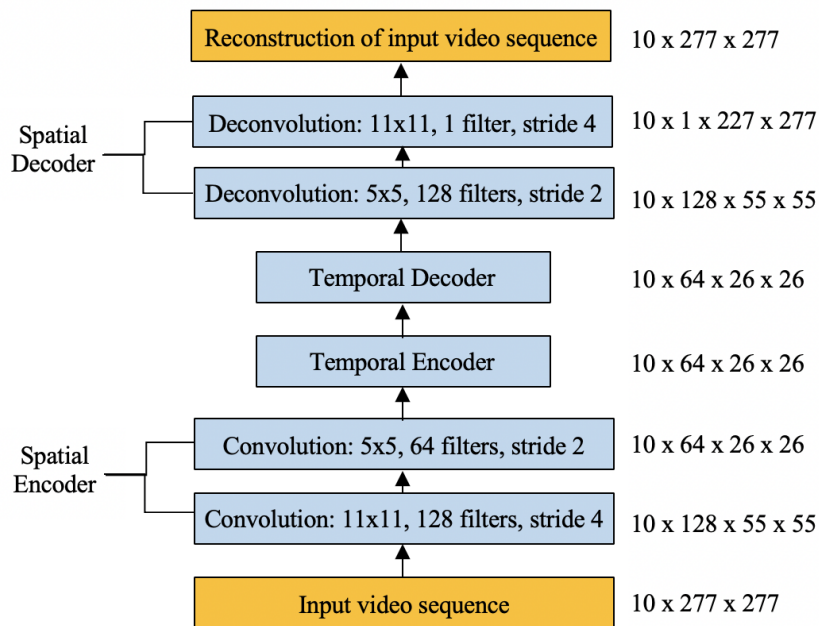 Reconstruction of input video sequence 10 x 277 x 277
Deconvolution: 11x11, 1 filter, stride 4 10 x 1 x 227 x 277
Spatial
Decoder
Deconvolution: 5x5, 128 filters, stride 2 10 x 128 x 55 x 55
Temporal Decoder 10 x 64 x 26 x 26
Temporal Encoder 10 x 64 x 26 x 26
Convolution: 5x5, 64 filters, stride 2 10 x 64 x 26 x 26
Spatial
Encoder
Convolution: 11x11, 128 filters, stride 4 10 x 128 x 55 x 55
Input video sequence 10 x 277 x 277